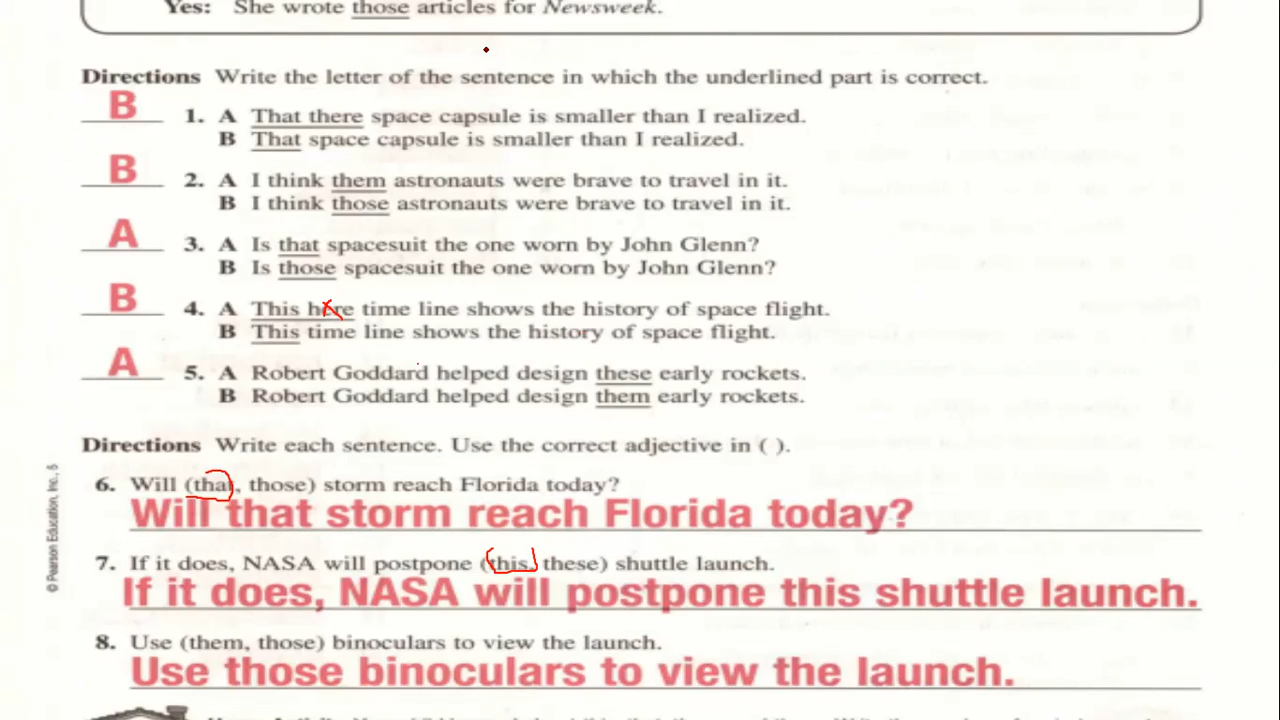 Yes: She wrote those articles for Newsweek.
Directions Write the letter of the sentence in which the underlined part is correct.
B 1. A That there space capsule is smaller than I realized.
B That space capsule is smaller than I realized.
B 2. A I think them astronauts were brave to travel in it.
B I think those astronauts were brave to travel in it.
A 3. A Is that spacesuit the one worn by John Glenn?
B Is those spacesuit the one worn by John Glenn?
B 4. A This here time line shows the history of space flight.
B This time line shows the history of space flight.
A 5. A Robert Goddard helped design these early rockets.
B Robert Goddard helped design them early rockets.
Directions Write each sentence. Use the correct adjective in ( ).
6. Will (that, those) storm reach Florida today?
Will that storm reach Florida today?
7. If it does, NASA will postpone (this, these) shuttle launch.
If it does, NASA will postpone this shuttle launch.
8. Use (them, those) binoculars to view the launch.
Use those binoculars to view the launch.
© Pearson Education, Inc., 5